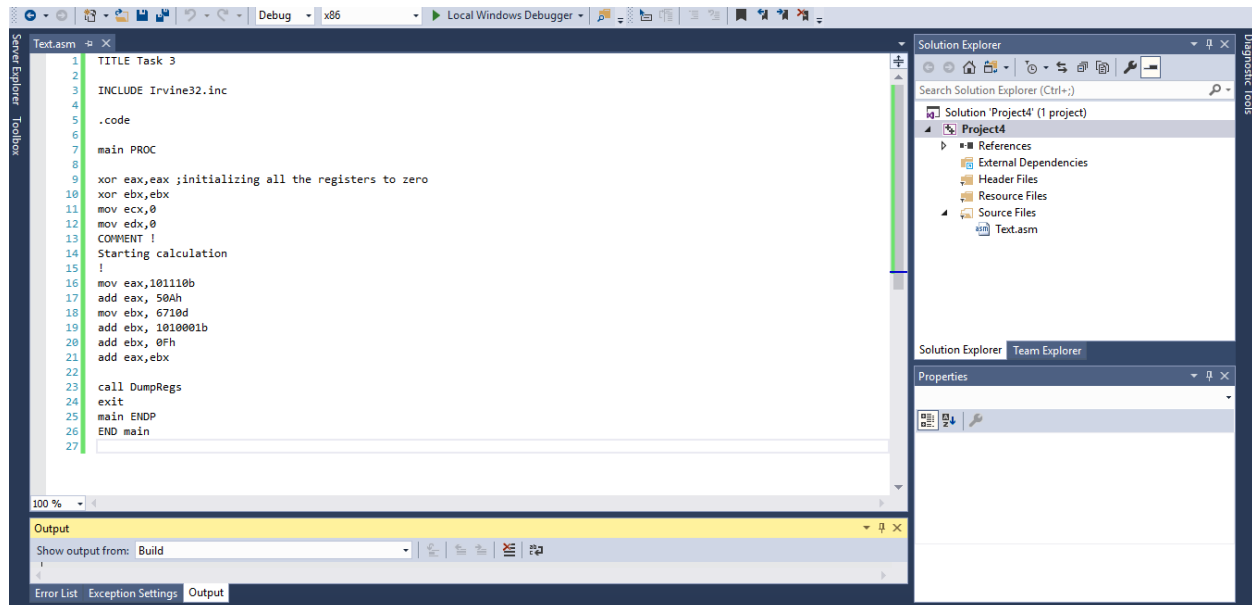 Debug x86 Local Windows Debugger
Server Explorer
Toolbox
Text.asm
1 TITLE Task 3
2
3 INCLUDE Irvine32.inc
4
5 .code
6
7 main PROC
8
9 xor eax,eax ;initializing all the registers to zero
10 xor ebx,ebx
11 mov ecx,0
12 mov edx,0
13 COMMENT !
14 Starting calculation
15 !
16 mov eax,101110b
17 add eax, 50Ah
18 mov ebx, 6710d
19 add ebx, 1010001b
20 add ebx, 0Fh
21 add eax,ebx
22
23 call DumpRegs
24 exit
25 main ENDP
26 END main
27
100 %
Output
Show output from: Build
Error List Exception Settings Output
Solution Explorer
Search Solution Explorer (Ctrl+;)
Solution 'Project4' (1 project)
Project4
References
External Dependencies
Header Files
Resource Files
Source Files
Text.asm
Solution Explorer Team Explorer
Properties
Diagnostic Tools